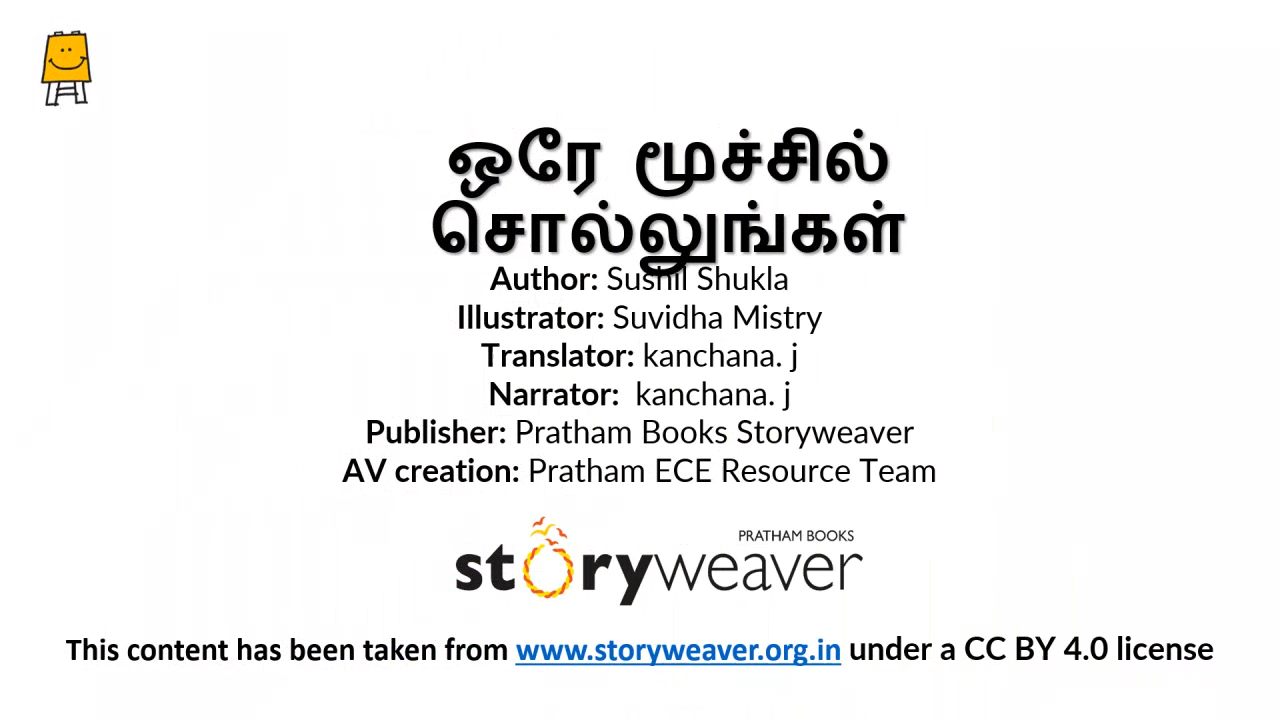 ஒரே மூச்சில்
சொல்லுங்கள்
Author: Sushil Shukla
Illustrator: Suvidha Mistry
Translator: kanchana. j
Narrator: kanchana. j
Publisher: Pratham Books Storyweaver
AV creation: Pratham ECE Resource Team
PRATHAM BOOKS
storyweaver
This content has been taken from www.storyweaver.org.in under a CC BY 4.0 license